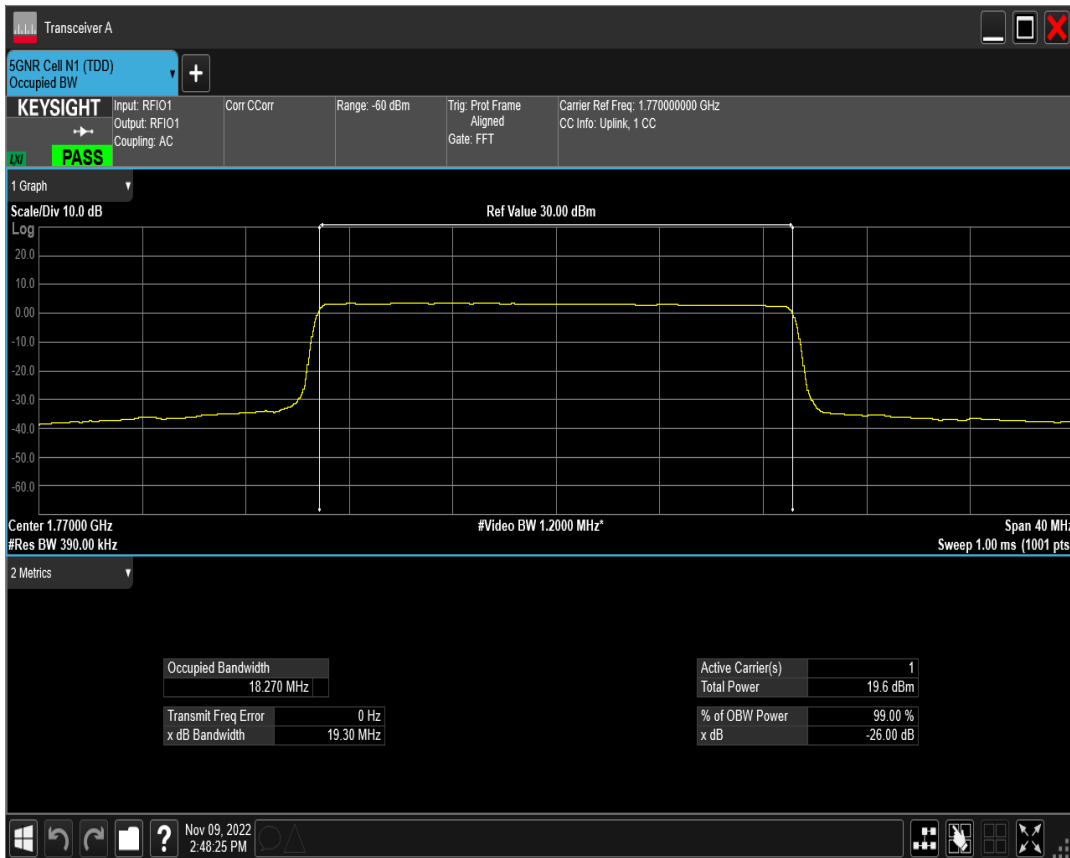 Transceiver A
5GNR Cell N1 (TDD)
Occupied BW
+
KEYSIGHT
LXI
PASS
Input: RFIO1
Output: RFIO1
Coupling: AC
Corr CCorr
Range: -60 dBm
Trig: Prot Frame
Aligned
Gate: FFT
Carrier Ref Freq: 1.770000000 GHz
CC Info: Uplink, 1 CC
1 Graph
Scale/Div 10.0 dB
Ref Value 30.00 dBm
Log
20.0
10.0
0.00
-10.0
-20.0
-30.0
-40.0
-50.0
-60.0
Center 1.77000 GHz
#Video BW 1.2000 MHz*
Span 40 MHz
#Res BW 390.00 kHz
Sweep 1.00 ms (1001 pts
2 Metrics
Occupied Bandwidth
18.270 MHz
Transmit Freq Error 0 Hz
x dB Bandwidth 19.30 MHz
Active Carrier(s) 1
Total Power 19.6 dBm
% of OBW Power 99.00 %
x dB -26.00 dB
?
Nov 09, 2022
2:48:25 PM